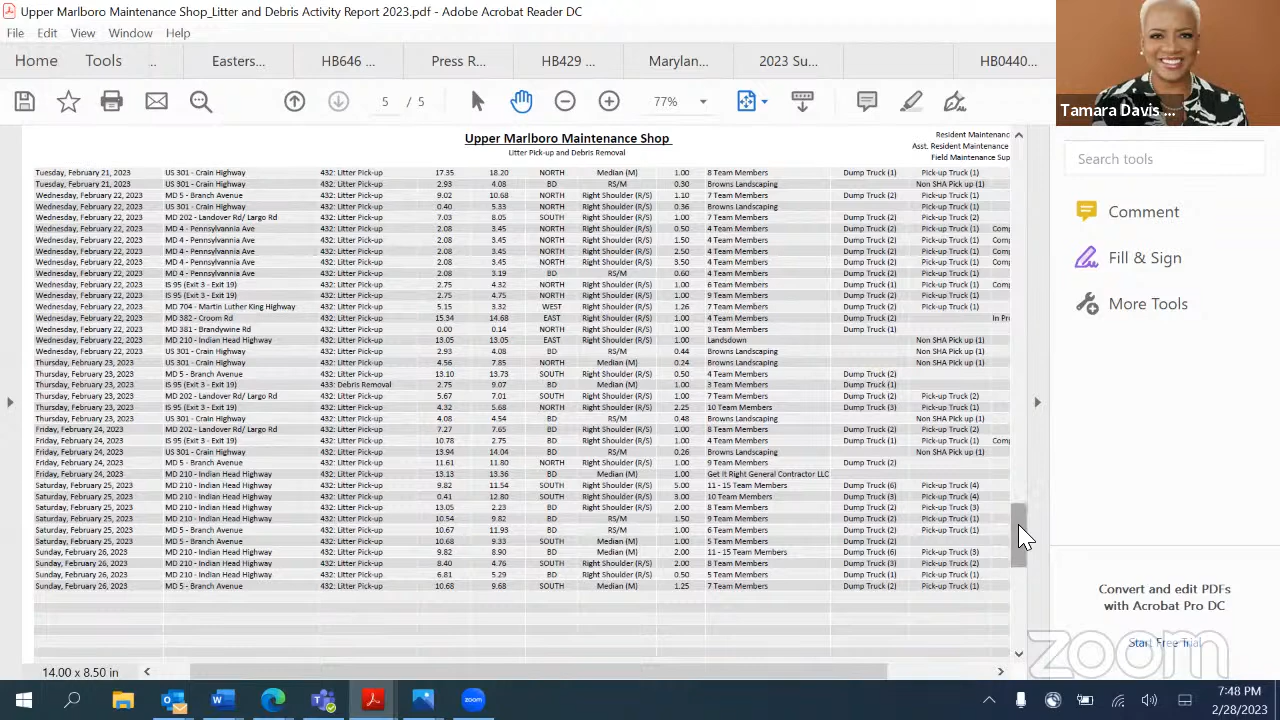 Upper Marlboro Maintenance Shop_Litter and Debris Activity Report 2023.pdf - Adobe Acrobat Reader DC
File Edit View Window Help
Home Tools ... Easters... HB646 ... Press R... HB429 ... Marylan... 2023 Su... HB0440...
5 / 5 77%
Tamara Davis ...
Search tools
Comment
Fill & Sign
More Tools
Convert and edit PDFs
with Acrobat Pro DC
Start Free Trial
Upper Marlboro Maintenance Shop
Litter Pick-up and Debris Removal
Resident Maintenanc
Asst. Resident Maintenance
Field Maintenance Sup
Tuesday, February 21, 2023 US 301 - Crain Highway 432: Litter Pick-up 17.35 18.20 NORTH Median (M) 1.00 8 Team Members Dump Truck (1) Pick-up Truck (1)
Tuesday, February 21, 2023 US 301 - Crain Highway 432: Litter Pick-up 2.93 4.08 BD RS/M 0.30 Browns Landscaping Non SHA Pick up (1)
Wednesday, February 22, 2023 MD 5 - Branch Avenue 432: Litter Pick-up 9.02 10.68 NORTH Right Shoulder (R/S) 1.10 7 Team Members Dump Truck (2) Pick-up Truck (1)
Wednesday, February 22, 2023 US 301 - Crain Highway 432: Litter Pick-up 0.40 5.33 NORTH Right Shoulder (R/S) 0.36 Browns Landscaping Pick-up Truck (1)
Wednesday, February 22, 2023 MD 202 - Landover Rd/ Largo Rd 432: Litter Pick-up 7.03 8.05 SOUTH Right Shoulder (R/S) 1.00 7 Team Members Dump Truck (2) Pick-up Truck (1)
Wednesday, February 22, 2023 MD 4 - Pennsylvannia Ave 432: Litter Pick-up 2.08 3.45 NORTH Right Shoulder (R/S) 0.50 4 Team Members Dump Truck (2) Pick-up Truck (1) Comp
Wednesday, February 22, 2023 MD 4 - Pennsylvannia Ave 432: Litter Pick-up 2.08 3.45 NORTH Right Shoulder (R/S) 1.50 4 Team Members Dump Truck (2) Pick-up Truck (1) Comp
Wednesday, February 22, 2023 MD 4 - Pennsylvannia Ave 432: Litter Pick-up 2.08 3.45 NORTH Right Shoulder (R/S) 1.50 4 Team Members Dump Truck (2) Pick-up Truck (1) Comp
Wednesday, February 22, 2023 MD 4 - Pennsylvannia Ave 432: Litter Pick-up 2.08 3.45 NORTH Right Shoulder (R/S) 3.50 4 Team Members Dump Truck (2) Pick-up Truck (1) Comp
Wednesday, February 22, 2023 MD 4 - Pennsylvannia Ave 432: Litter Pick-up 2.08 3.19 BD RS/M 0.60 4 Team Members Dump Truck (2) Pick-up Truck (1)
Wednesday, February 22, 2023 IS 95 (Exit 3 - Exit 19) 432: Litter Pick-up 2.75 4.32 NORTH Right Shoulder (R/S) 1.00 6 Team Members Dump Truck (1) Pick-up Truck (1) Comp
Wednesday, February 22, 2023 IS 95 (Exit 3 - Exit 19) 432: Litter Pick-up 2.75 4.75 NORTH Right Shoulder (R/S) 1.00 9 Team Members Dump Truck (2) Pick-up Truck (1)
Wednesday, February 22, 2023 MD 704 - Martin Luther King Highway 432: Litter Pick-up 5.15 3.32 WEST Right Shoulder (R/S) 1.26 7 Team Members Dump Truck (2) Pick-up Truck (1)
Wednesday, February 22, 2023 MD 382 - Croom Rd 432: Litter Pick-up 15.34 14.68 EAST Right Shoulder (R/S) 1.00 4 Team Members Dump Truck (2) In Pro
Wednesday, February 22, 2023 MD 381 - Brandywine Rd 432: Litter Pick-up 0.00 0.14 NORTH Right Shoulder (R/S) 1.00 3 Team Members Dump Truck (1)
Wednesday, February 22, 2023 MD 210 - Indian Head Highway 432: Litter Pick-up 13.05 13.05 EAST Right Shoulder (R/S) 1.00 Landsdown Non SHA Pick up (1)
Wednesday, February 22, 2023 US 301 - Crain Highway 432: Litter Pick-up 2.93 4.08 BD RS/M 0.44 Browns Landscaping Non SHA Pick up (1)
Thursday, February 23, 2023 US 301 - Crain Highway 432: Litter Pick-up 4.56 7.85 NORTH Median (M) 0.24 Browns Landscaping Non SHA Pick up (1)
Thursday, February 23, 2023 MD 5 - Branch Avenue 432: Litter Pick-up 13.10 13.73 SOUTH Right Shoulder (R/S) 0.50 4 Team Members Dump Truck (2)
Thursday, February 23, 2023 IS 95 (Exit 3 - Exit 19) 433: Debris Removal 2.75 9.07 BD Median (M) 1.00 3 Team Members Dump Truck (1)
Thursday, February 23, 2023 MD 202 - Landover Rd/ Largo Rd 432: Litter Pick-up 5.67 7.01 SOUTH Right Shoulder (R/S) 1.00 7 Team Members Dump Truck (2) Pick-up Truck (2)
Thursday, February 23, 2023 IS 95 (Exit 3 - Exit 19) 432: Litter Pick-up 4.32 5.68 NORTH Right Shoulder (R/S) 2.25 10 Team Members Dump Truck (3) Pick-up Truck (1)
Thursday, February 23, 2023 US 301 - Crain Highway 432: Litter Pick-up 4.08 4.54 BD RS/M 0.48 Browns Landscaping Non SHA Pick up (1)
Friday, February 24, 2023 MD 202 - Landover Rd/ Largo Rd 432: Litter Pick-up 7.27 7.65 BD Right Shoulder (R/S) 1.00 8 Team Members Dump Truck (2) Pick-up Truck (1)
Friday, February 24, 2023 IS 95 (Exit 3 - Exit 19) 432: Litter Pick-up 10.78 2.75 BD Right Shoulder (R/S) 1.00 4 Team Members Dump Truck (1) Pick-up Truck (1) Comp
Friday, February 24, 2023 US 301 - Crain Highway 432: Litter Pick-up 13.94 14.04 BD RS/M 0.26 Browns Landscaping Non SHA Pick up (1)
Friday, February 24, 2023 MD 5 - Branch Avenue 432: Litter Pick-up 11.61 11.80 NORTH Right Shoulder (R/S) 1.00 9 Team Members Dump Truck (2)
Friday, February 24, 2023 MD 210 - Indian Head Highway 432: Litter Pick-up 13.13 13.36 BD Median (M) 1.00 Get It Right General Contractor LLC
Saturday, February 25, 2023 MD 210 - Indian Head Highway 432: Litter Pick-up 9.82 11.54 SOUTH Right Shoulder (R/S) 5.00 11 - 15 Team Members Dump Truck (6) Pick-up Truck (4)
Saturday, February 25, 2023 MD 210 - Indian Head Highway 432: Litter Pick-up 0.41 12.80 SOUTH Right Shoulder (R/S) 3.00 10 Team Members Dump Truck (3) Pick-up Truck (4)
Saturday, February 25, 2023 MD 210 - Indian Head Highway 432: Litter Pick-up 13.05 2.23 BD Right Shoulder (R/S) 2.00 8 Team Members Dump Truck (2) Pick-up Truck (3)
Saturday, February 25, 2023 MD 210 - Indian Head Highway 432: Litter Pick-up 10.54 9.82 BD RS/M 1.50 9 Team Members Dump Truck (2) Pick-up Truck (1)
Saturday, February 25, 2023 MD 5 - Branch Avenue 432: Litter Pick-up 10.67 11.93 BD RS/M 1.00 6 Team Members Dump Truck (2) Pick-up Truck (1)
Saturday, February 25, 2023 MD 5 - Branch Avenue 432: Litter Pick-up 10.68 9.33 SOUTH Median (M) 1.00 5 Team Members Dump Truck (2)
Sunday, February 26, 2023 MD 210 - Indian Head Highway 432: Litter Pick-up 9.82 8.90 BD Median (M) 2.00 11 - 15 Team Members Dump Truck (6) Pick-up Truck (3)
Sunday, February 26, 2023 MD 210 - Indian Head Highway 432: Litter Pick-up 8.40 4.76 SOUTH Right Shoulder (R/S) 2.00 8 Team Members Dump Truck (3) Pick-up Truck (2)
Sunday, February 26, 2023 MD 210 - Indian Head Highway 432: Litter Pick-up 6.81 5.29 BD Right Shoulder (R/S) 0.50 5 Team Members Dump Truck (1) Pick-up Truck (1)
Sunday, February 26, 2023 MD 5 - Branch Avenue 432: Litter Pick-up 10.68 9.68 SOUTH Median (M) 1.25 7 Team Members Dump Truck (2) Pick-up Truck (1)
14.00 x 8.50 in
zoom
zoom
7:48 PM
2/28/2023